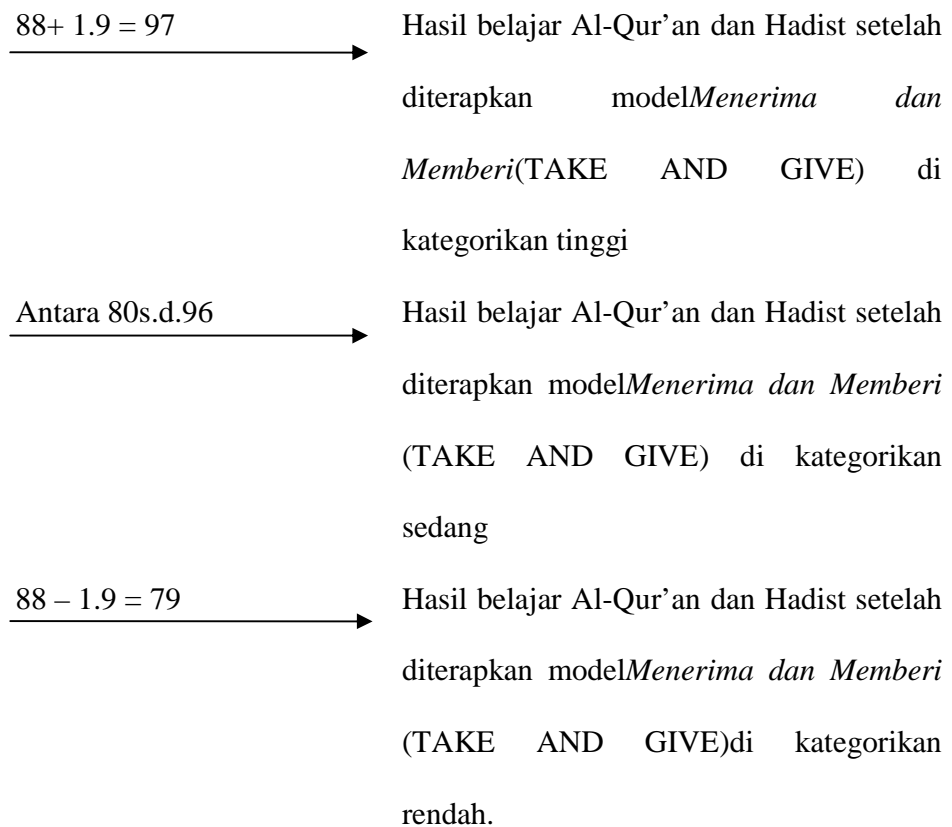 88+ 1.9 = 97
Hasil belajar Al-Qur’an dan Hadist setelah
diterapkan model Menerima dan
Memberi(TAKE AND GIVE) di
kategorikan tinggi
Antara 80s.d.96
Hasil belajar Al-Qur’an dan Hadist setelah
diterapkan modelMenerima dan Memberi
(TAKE AND GIVE) di kategorikan
sedang
88 – 1.9 = 79
Hasil belajar Al-Qur’an dan Hadist setelah
diterapkan modelMenerima dan Memberi
(TAKE AND GIVE)di kategorikan
rendah.